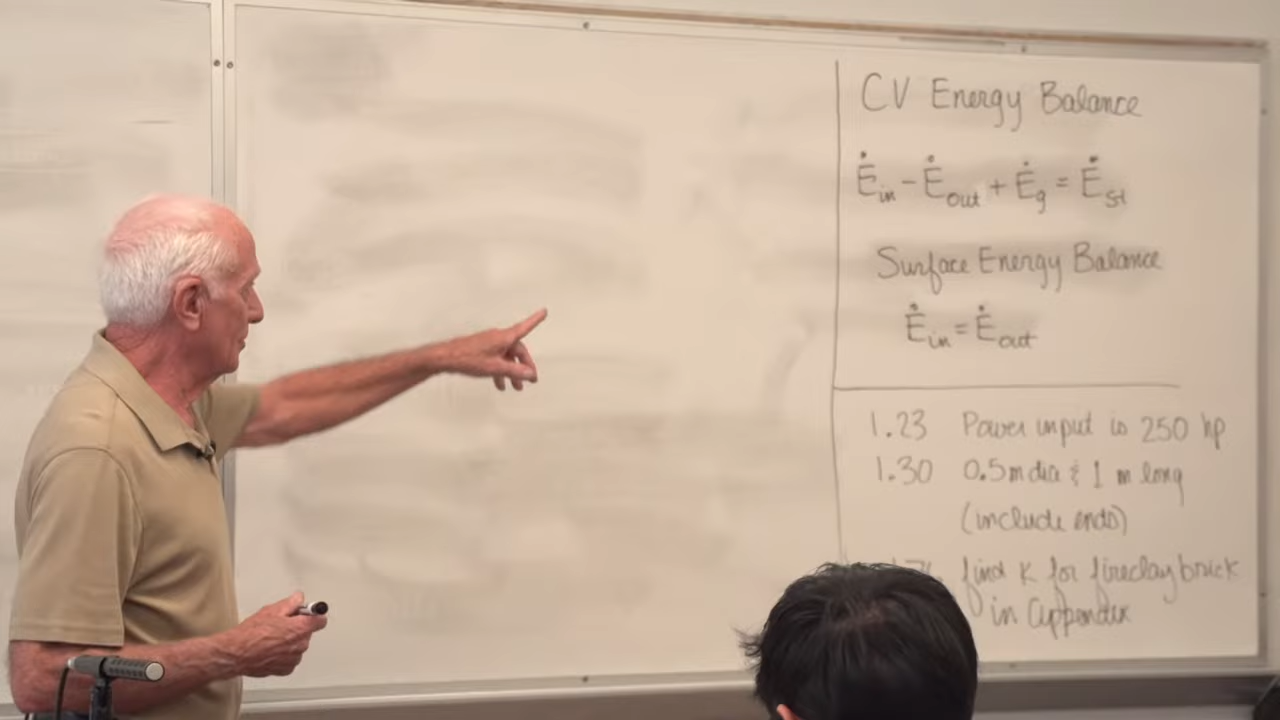 CV Energy Balance
Ėin - Ėout + Ėg = Ėst
Surface Energy Balance
Ėin = Ėout
1.23 Power input is 250 hp
1.30 0.5m dia & 1 m long
(include ends)
find K for fireclay brick
in appendix